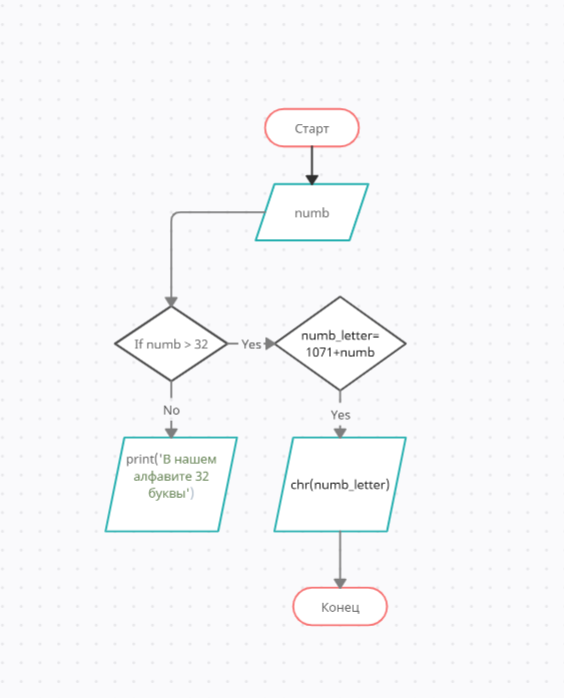 Старт
numb
If numb > 32
Yes
numb_letter=
1071+numb
No
Yes
print('В нашем
алфавите 32
буквы')
chr(numb_letter)
Конец